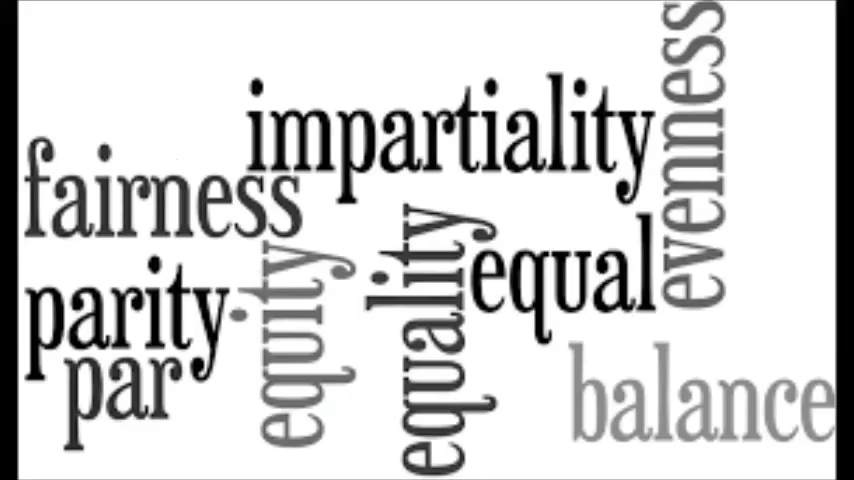 impartiality
evenness
fairness
equity
equality
equal
parity
par
balance